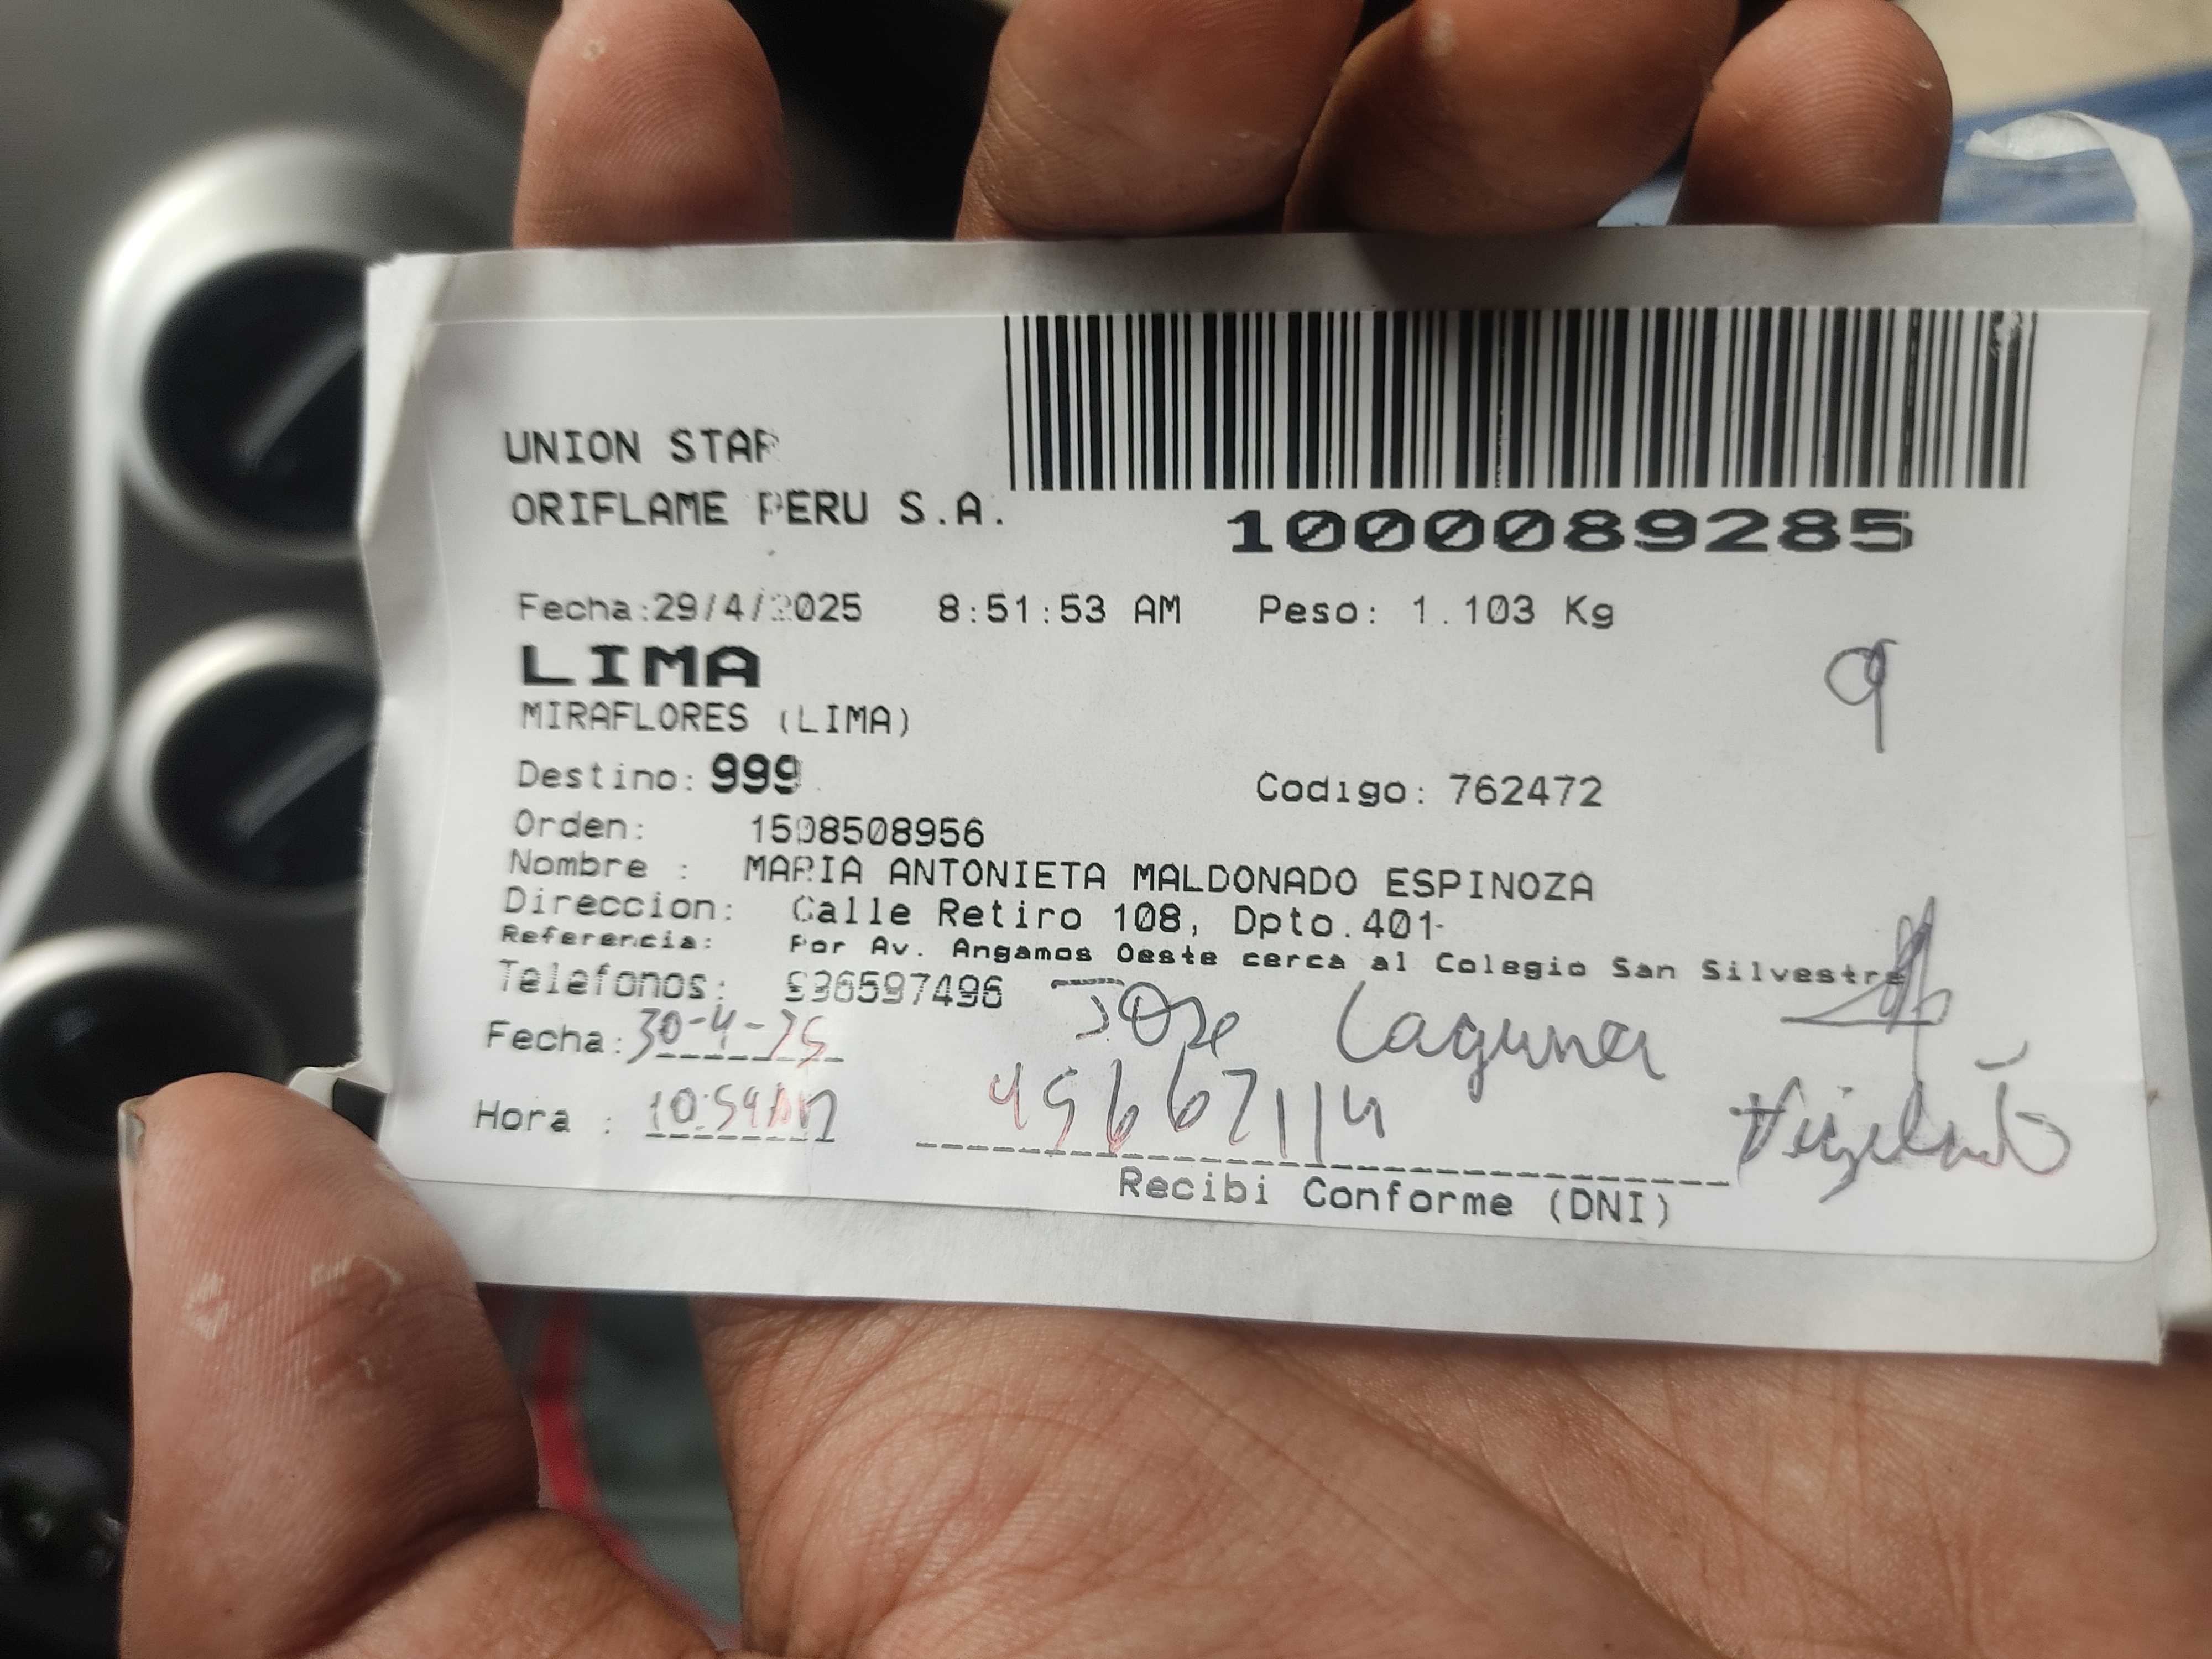 UNION STAR
ORIFLAME PERU S.A.
1000089285
Fecha:29/4/2025 8:51:53 AM Peso: 1.103 Kg
LIMA
9
MIRAFLORES (LIMA)
Destino: 999
Codigo: 762472
Orden: 1508508956
Nombre : MARIA ANTONIETA MALDONADO ESPINOZA
Direccion: Calle Retiro 108, Dpto.401-
Referencia: Por Av. Angamos Oeste cerca al Colegio San Silvestre
Telefonos: 936597496
Jose Laguna
Fecha: 30-4-25
45667114
Vigilante
Hora : 10:54AM
Recibi Conforme (DNI)